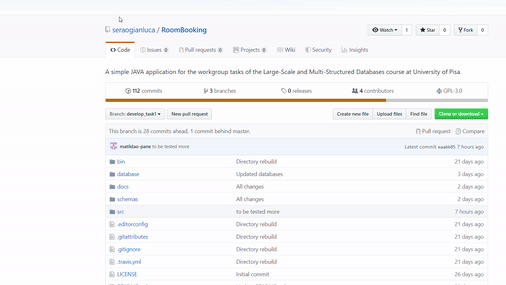 seraogianluca / RoomBooking
Watch 1 Star 0 Fork 0
Code Issues 0 Pull requests 0 Projects 0 Wiki Security Insights
A simple JAVA application for the workgroup tasks of the Large-Scale and Multi-Structured Databases course at University of Pisa.
112 commits 3 branches 0 releases 4 contributors GPL-3.0
Branch: develop_task1 New pull request Create new file Upload files Find file Clone or download
This branch is 28 commits ahead, 1 commit behind master. Pull request Compare
to be tested more Latest commit 7 hours ago
bin Directory rebuild 21 days ago
database Updated databases 3 days ago
docs All changes 2 days ago
schemas All changes 2 days ago
src to be tested more 7 hours ago
.editorconfig Directory rebuild 21 days ago
.gitattributes Directory rebuild 21 days ago
.gitignore Directory rebuild 21 days ago
.travis.yml Directory rebuild 21 days ago
LICENSE Initial commit 26 days ago